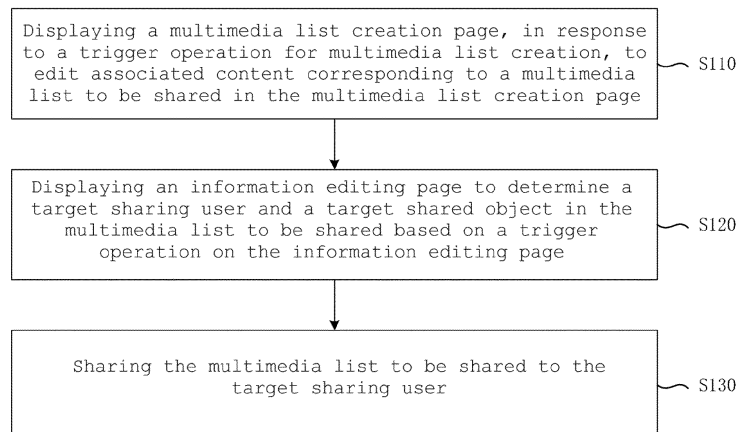 Displaying a multimedia list creation page, in response
to a trigger operation for multimedia list creation, to
edit associated content corresponding to a multimedia
list to be shared in the multimedia list creation page
S110
Displaying an information editing page to determine a
target sharing user and a target shared object in the
multimedia list to be shared based on a trigger
operation on the information editing page
S120
Sharing the multimedia list to be shared to the
target sharing user
S130